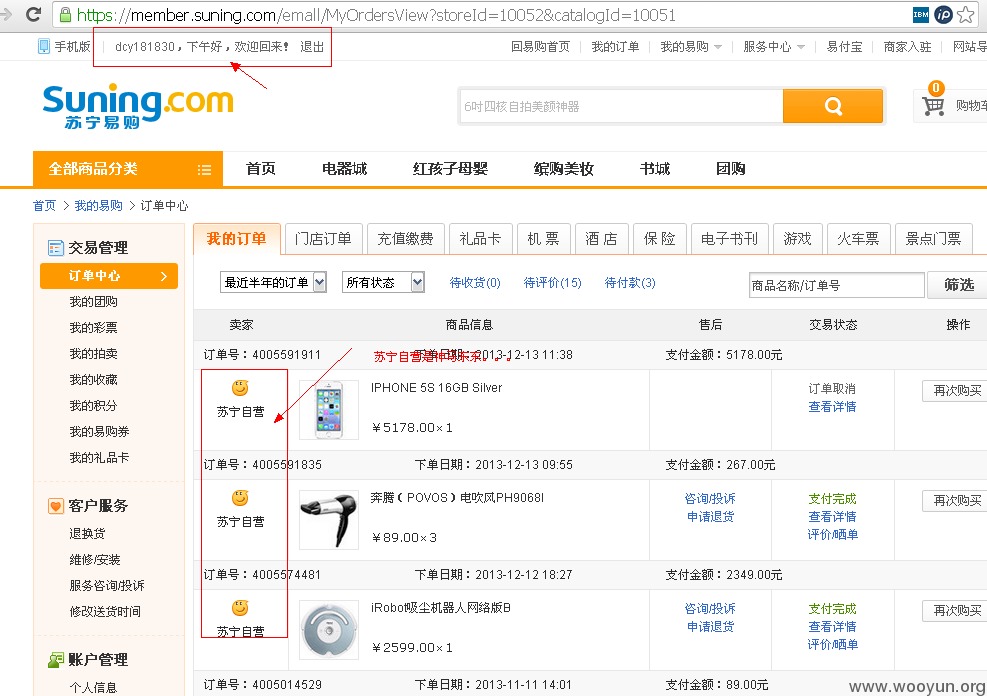 https://member.suning.com/emall/MyOrdersView?storeId=10052&catalogId=10051
手机版 dcy181830，下午好，欢迎回来！ 退出 回易购首页 我的订单 我的易购 服务中心 易付宝 商家入驻 网站导
Suning.com
苏宁易购
6吋四核自拍美颜神器
0
购物车
全部商品分类 首页 电器城 红孩子母婴 缤购美妆 书城 团购
首页 > 我的易购 > 订单中心
我的订单 门店订单 充值缴费 礼品卡 机 票 酒 店 保 险 电子书刊 游戏 火车票 景点门票
交易管理
订单中心
我的团购
我的彩票
我的拍卖
我的收藏
我的积分
我的易购券
我的礼品卡
客户服务
退换货
维修/安装
服务咨询/投诉
修改送货时间
账户管理
个人信息
最近半年的订单 所有状态 待收货(0) 待评价(15) 待付款(3) 商品名称/订单号 筛选
卖家 商品信息 售后 交易状态 操作
订单号：4005591911 下单日期：2013-12-13 11:38 支付金额：5178.00元
苏宁自营是
苏宁自营
IPHONE 5S 16GB Silver
￥5178.00×1
订单取消
查看详情
再次购买
订单号：4005591835 下单日期：2013-12-13 09:55 支付金额：267.00元
苏宁自营
奔腾（POVOS）电吹风PH9068I
￥89.00×3
咨询/投诉
申请退货
支付完成
查看详情
评价/晒单
再次购买
订单号：4005574481 下单日期：2013-12-12 18:27 支付金额：2349.00元
苏宁自营
iRobot吸尘机器人网络版B
￥2599.00×1
咨询/投诉
申请退货
支付完成
查看详情
评价/晒单
再次购买
订单号：4005014529 下单日期：2013-11-11 14:01 支付金额：89.00元
www.wooyun.org